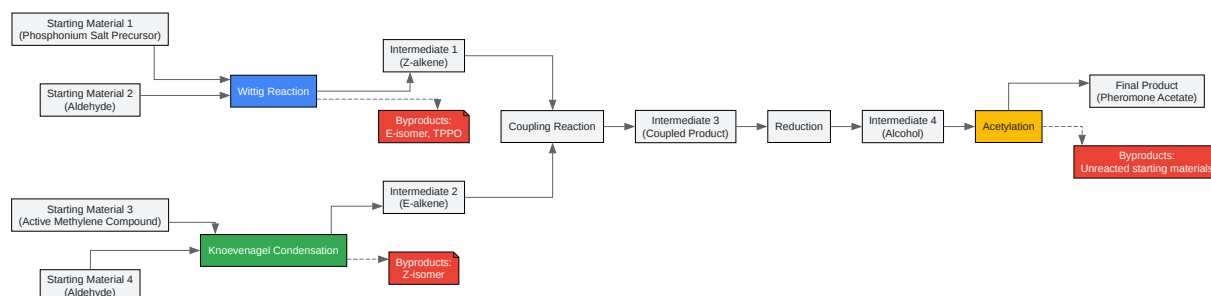 Starting Material 1
(Phosphonium Salt Precursor)
Starting Material 2
(Aldehyde)
Wittig Reaction
Intermediate 1
(Z-alkene)
Byproducts:
E-isomer, TPPO
Starting Material 3
(Active Methylene Compound)
Starting Material 4
(Aldehyde)
Knoevenagel Condensation
Intermediate 2
(E-alkene)
Byproducts:
Z-isomer
Coupling Reaction
Intermediate 3
(Coupled Product)
Reduction
Intermediate 4
(Alcohol)
Acetylation
Final Product
(Pheromone Acetate)
Byproducts:
Unreacted starting materials